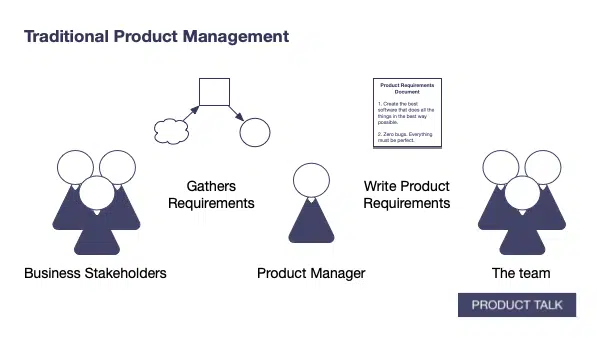 Traditional Product Management
Product Requirements
Document
1. Create the best
software that does all the
things in the best way
possible.
2. Zero bugs. Everything
must be perfect.
Gathers
Requirements
Write Product
Requirements
Business Stakeholders
Product Manager
The team
PRODUCT TALK